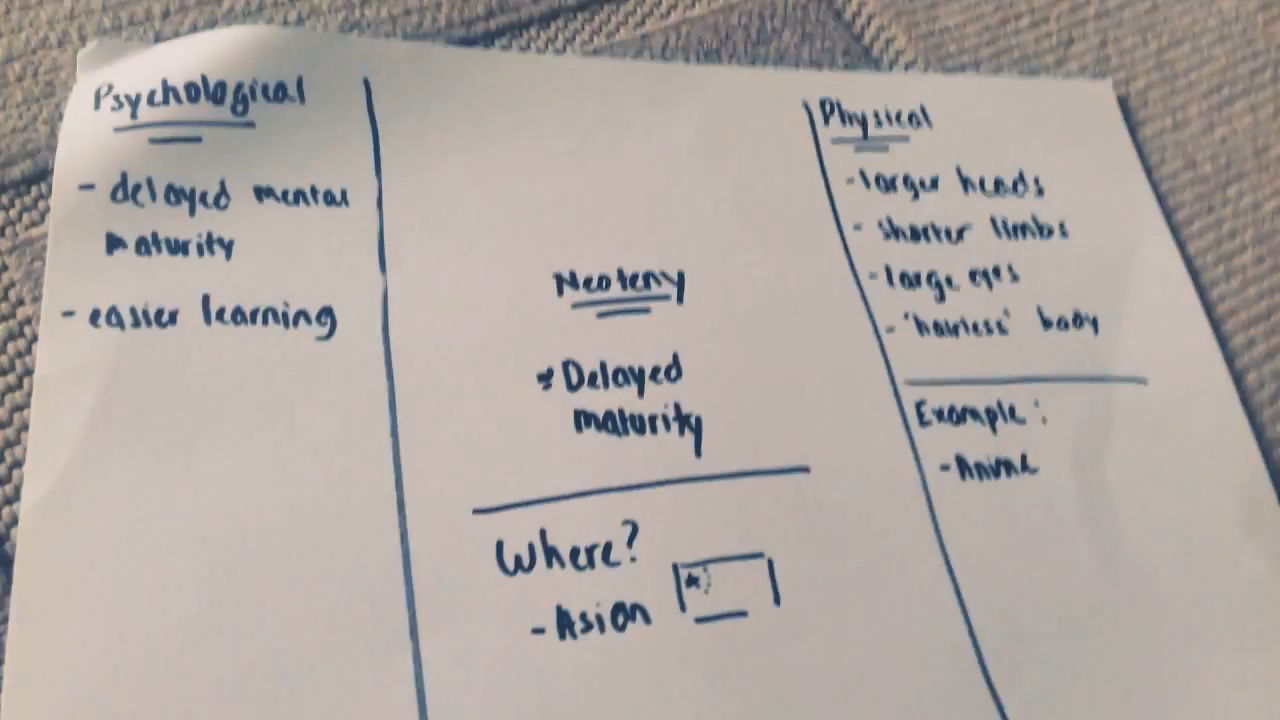 Psychological
- delayed mental
maturity
- easier learning
Neoteny
= Delayed
maturity
Where?
- Asian
Physical
- larger heads
- shorter limbs
- large eyes
- 'hairless' body
Example:
- Anime